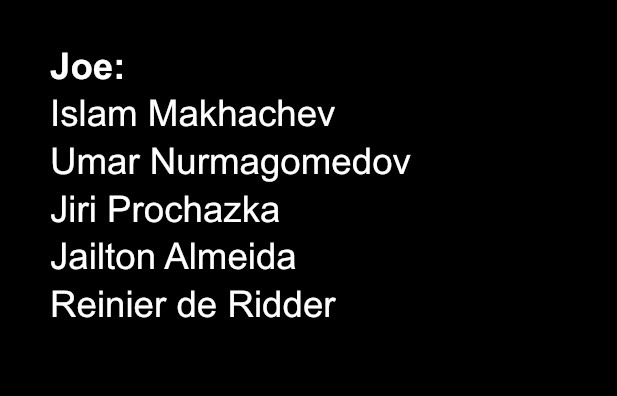 Joe:
Islam Makhachev
Umar Nurmagomedov
Jiri Prochazka
Jailton Almeida
Reinier de Ridder